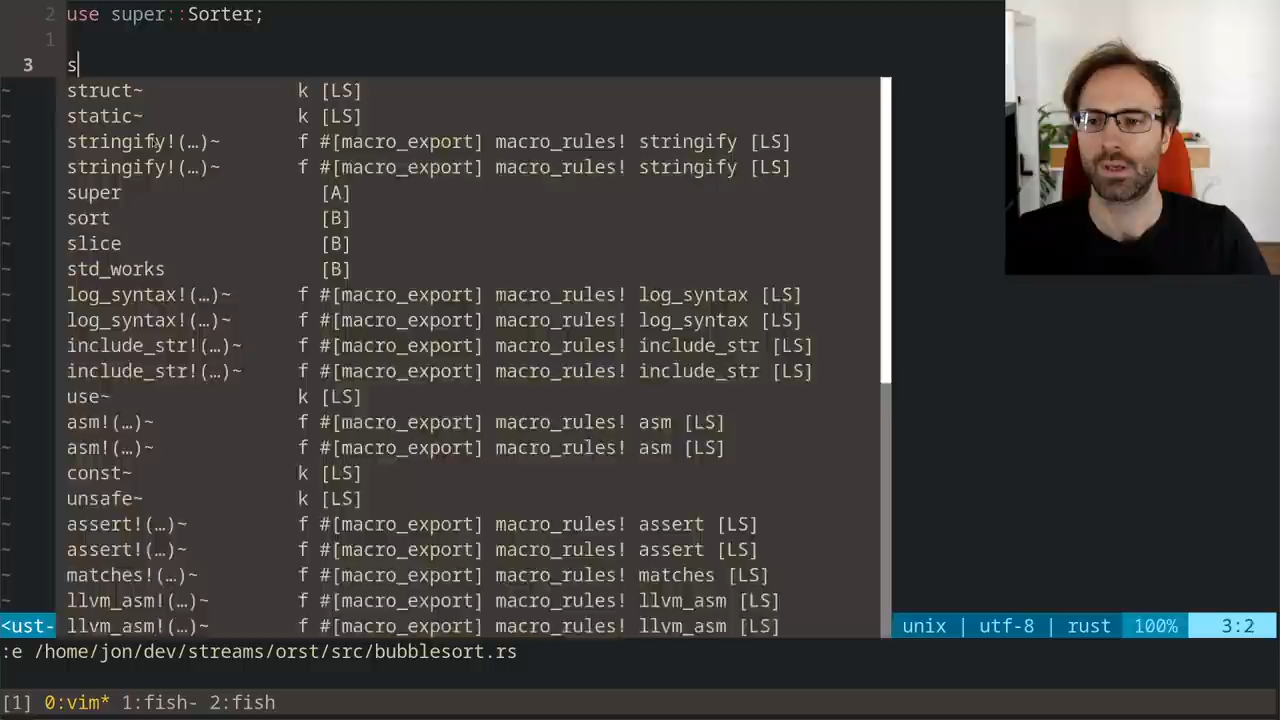 2 use super::Sorter;
1
3 s
~ struct~ k [LS]
~ static~ k [LS]
~ stringify!(…)~ f #[macro_export] macro_rules! stringify [LS]
~ stringify!(…)~ f #[macro_export] macro_rules! stringify [LS]
~ super [A]
~ sort [B]
~ slice [B]
~ std_works [B]
~ log_syntax!(…)~ f #[macro_export] macro_rules! log_syntax [LS]
~ log_syntax!(…)~ f #[macro_export] macro_rules! log_syntax [LS]
~ include_str!(…)~ f #[macro_export] macro_rules! include_str [LS]
~ include_str!(…)~ f #[macro_export] macro_rules! include_str [LS]
~ use~ k [LS]
~ asm!(…)~ f #[macro_export] macro_rules! asm [LS]
~ asm!(…)~ f #[macro_export] macro_rules! asm [LS]
~ const~ k [LS]
~ unsafe~ k [LS]
~ assert!(…)~ f #[macro_export] macro_rules! assert [LS]
~ assert!(…)~ f #[macro_export] macro_rules! assert [LS]
~ matches!(…)~ f #[macro_export] macro_rules! matches [LS]
~ llvm_asm!(…)~ f #[macro_export] macro_rules! llvm_asm [LS]
<ust- llvm_asm!(…)~ f #[macro_export] macro_rules! llvm_asm [LS] unix | utf-8 | rust 100% 3:2
:e /home/jon/dev/streams/orst/src/bubblesort.rs
[1] 0:vim* 1:fish- 2:fish